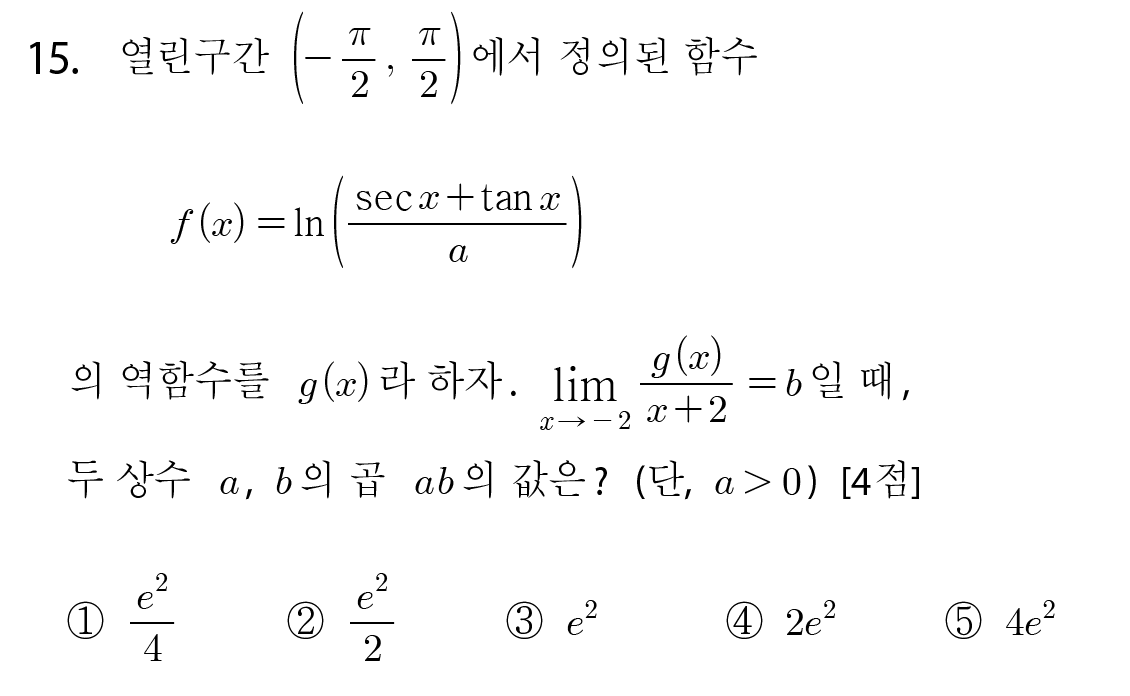 15. 열린구간 (-π/2, π/2)에서 정의된 함수
f(x)=ln((sec x+tan x)/a)
의 역함수를 g(x)라 하자. lim_{x→-2} g(x)/(x+2)=b일 때,
두 상수 a, b의 곱 ab의 값은? (단, a>0) [4점]
① e²/4 ② e²/2 ③ e² ④ 2e² ⑤ 4e²